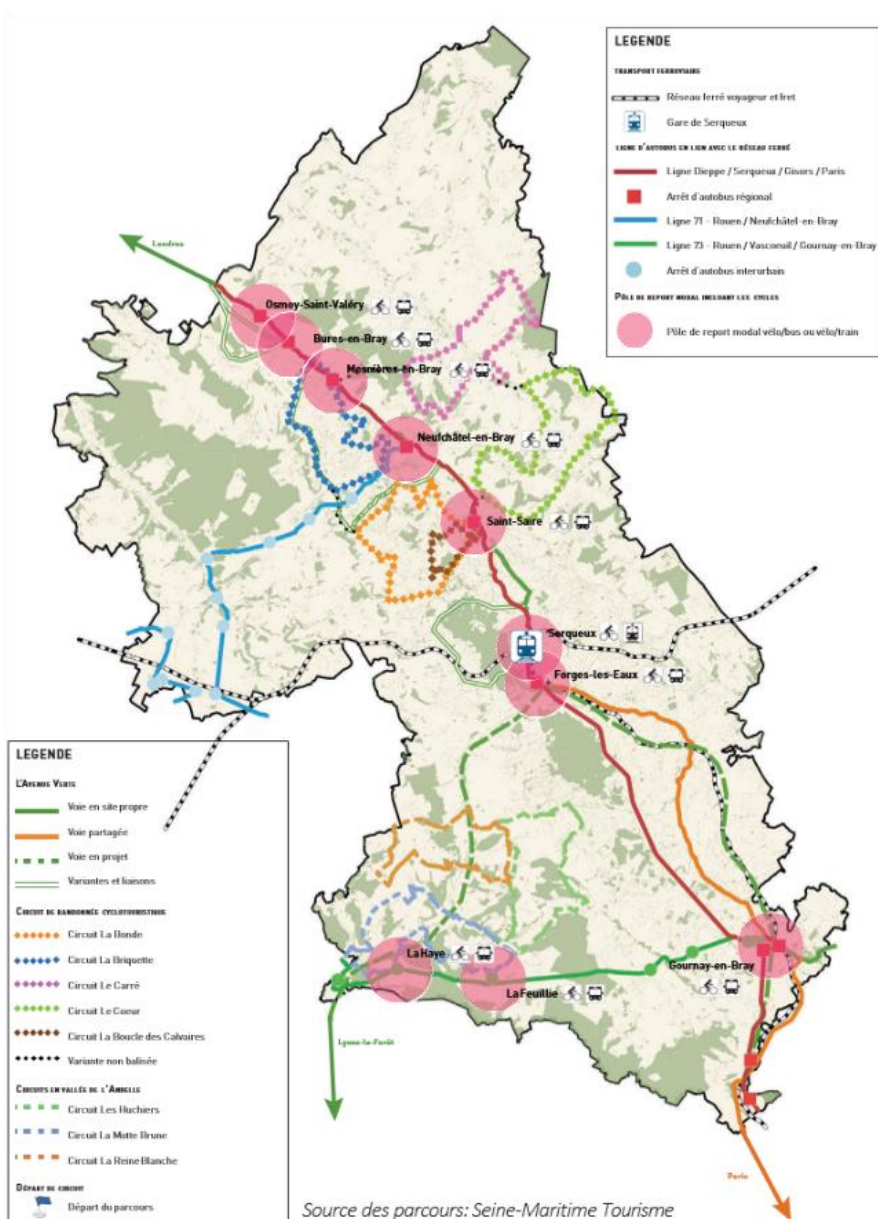 LEGENDE
TRANSPORT FERROVIAIRE
Réseau ferré voyageur et fret
Gare de Serqueux
LIGNE D'AUTOBUS EN LIEN AVEC LE RÉSEAU FERRÉ
Ligne Dieppe / Serqueux / Gisors / Paris
Arrêt d'autobus régional
Ligne 71 - Rouen / Neufchâtel-en-Bray
Ligne 73 - Rouen / Vascoeuil / Gournay-en-Bray
Arrêt d'autobus interurbain
PÔLE DE REPORT MODAL INCLUANT LES CYCLES
Pôle de report modal vélo/bus ou vélo/train
Londres
Osmoy-Saint-Valéry
Bures-en-Bray
Mesnières-en-Bray
Neufchâtel-en-Bray
Saint-Saire
Serqueux
Forges-les-Eaux
La Haye
La Feuillie
Gournay-en-Bray
Lyons-la-Forêt
Paris
LEGENDE
L'AVENUE VERTE
Voie en site propre
Voie partagée
Voie en projet
Variantes et liaisons
CIRCUIT DE RANDONNÉE CYCLOTOURISTIQUE
Circuit La Bonde
Circuit La Briquette
Circuit Le Carré
Circuit Le Coeur
Circuit La Boucle des Calvaires
Variante non balisée
CIRCUITS EN VALLÉE DE L'ANDELLE
Circuit Les Huchiers
Circuit La Motte Brune
Circuit La Reine Blanche
DÉPART DE CIRCUIT
Départ du parcours
Source des parcours: Seine-Maritime Tourisme